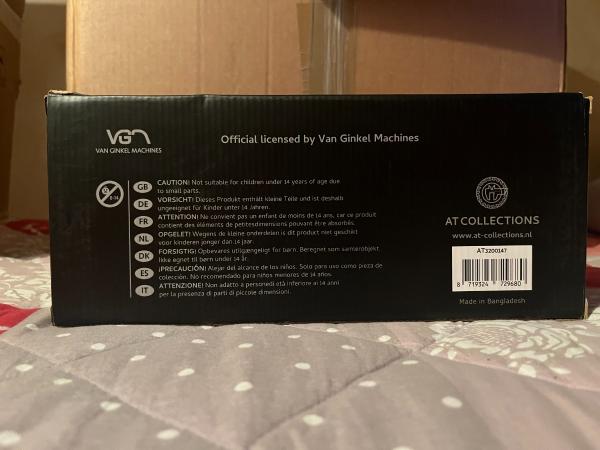 VGM
VAN GINKEL MACHINES
Official licensed by Van Ginkel Machines
0-14
GB
CAUTION! Not suitable for children under 14 years of age due
to small parts.
DE
VORSICHT! Dieses Produkt enthält kleine Teile und ist deshalb
ungeeignet für Kinder unter 14 Jahren.
FR
ATTENTION! Ne convient pas un enfant de moins de 14 ans, car ce produit
contient des éléments de petitesdimensions pouvant être absorbés.
NL
OPGELET! Wegens de kleine onderdelen is dit product niet geschikt
voor kinderen jonger dan 14 jaar.
DK
FORSIGTIG! Opbevares utilgængeligt for børn. Beregnet som samlerobjekt.
Ikke egnet til børn under 14 år.
ES
¡PRECAUCIÓN! Alejar del alcance de los niños. Solo para uso como pieza de
colección. No recomendado para niños menores de 14 años.
IT
ATTENZIONE! Non adatto a personedi età inferiore ai 14 anni
per la presenza di parti di piccole dimensioni.
AT COLLECTIONS
www.at-collections.nl
AT3200147
8 719324 729680
Made in Bangladesh